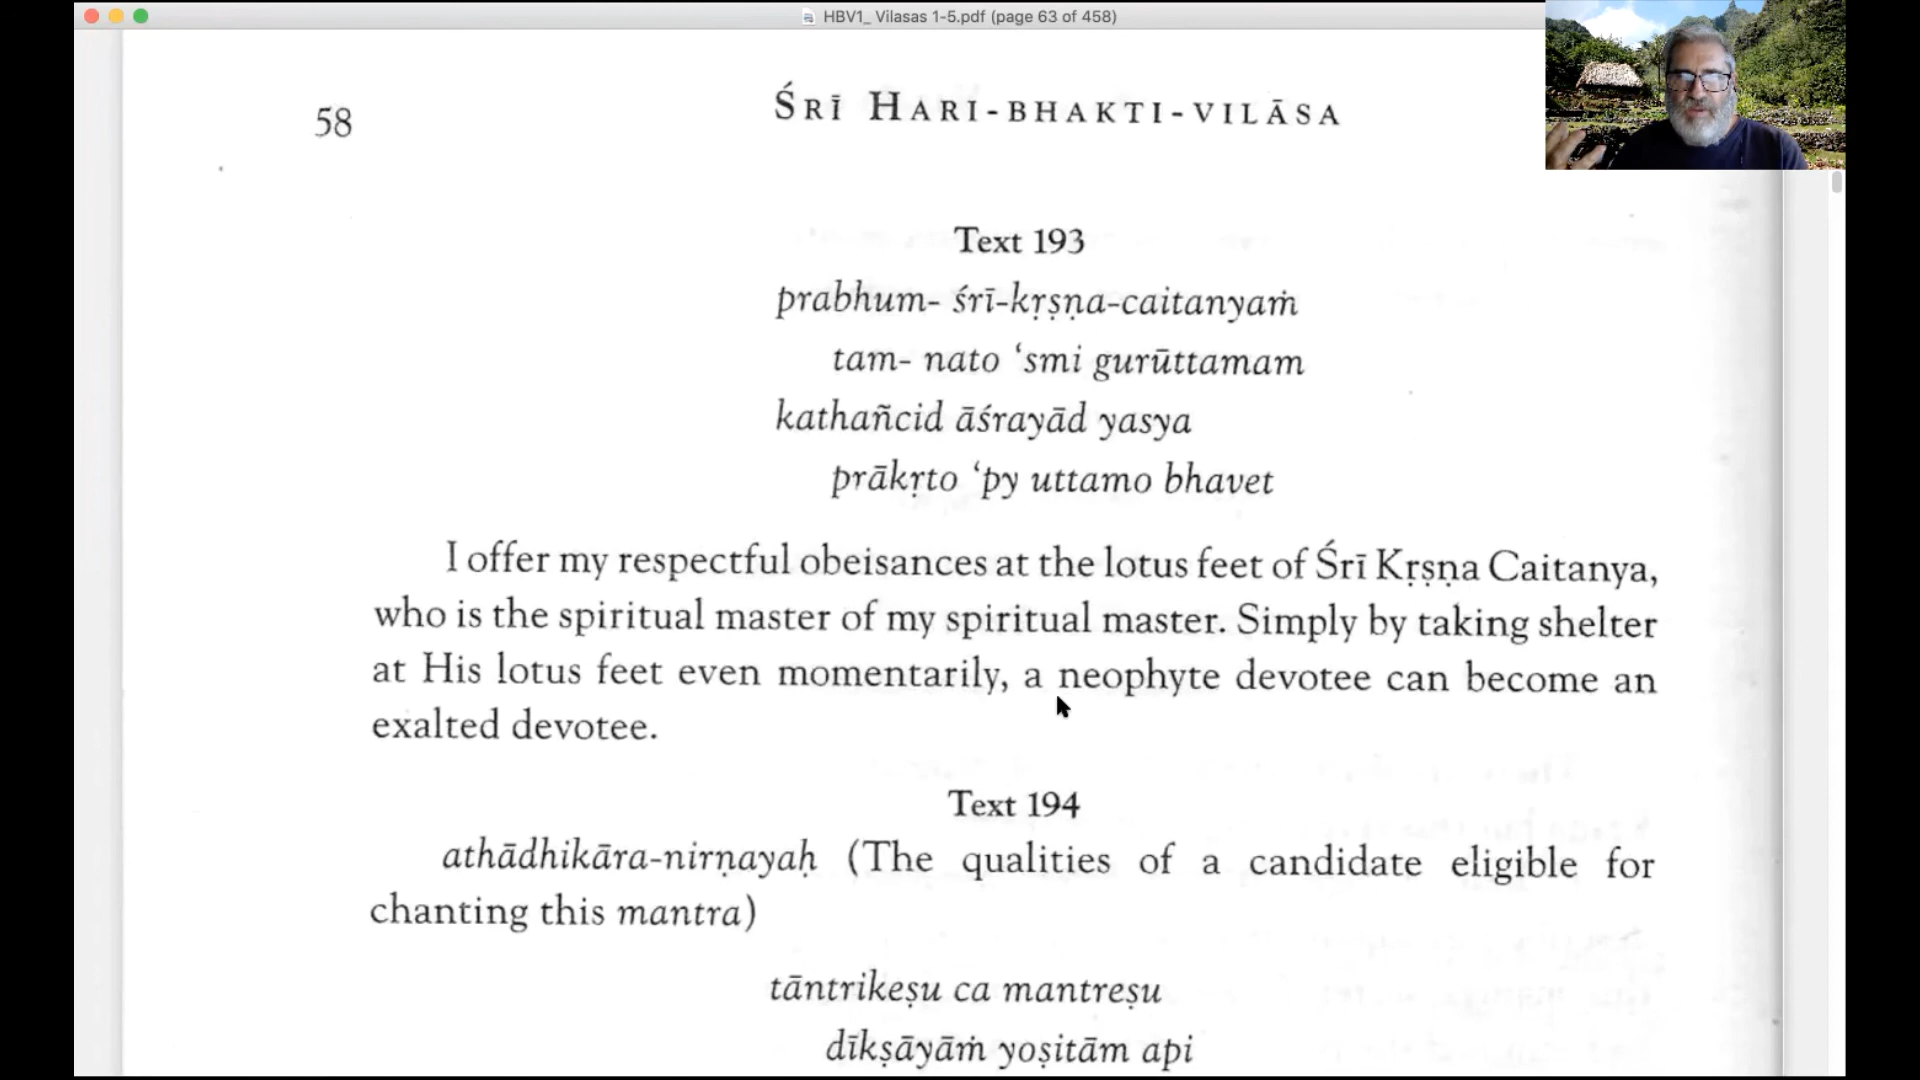 HBV1_ Vilasas 1-5.pdf (page 63 of 458)
58
ŚRĪ HARI-BHAKTI-VILĀSA
Text 193
prabhum- śrī-kṛṣṇa-caitanyaṁ
tam- nato ‘smi gurūttamam
kathañcid āśrayād yasya
prākṛto ‘py uttamo bhavet
I offer my respectful obeisances at the lotus feet of Śrī Kṛṣṇa Caitanya,
who is the spiritual master of my spiritual master. Simply by taking shelter
at His lotus feet even momentarily, a neophyte devotee can become an
exalted devotee.
Text 194
athādhikāra-nirṇayaḥ (The qualities of a candidate eligible for
chanting this mantra)
tāntrikeṣu ca mantreṣu
dīkṣāyāṁ yoṣitām api